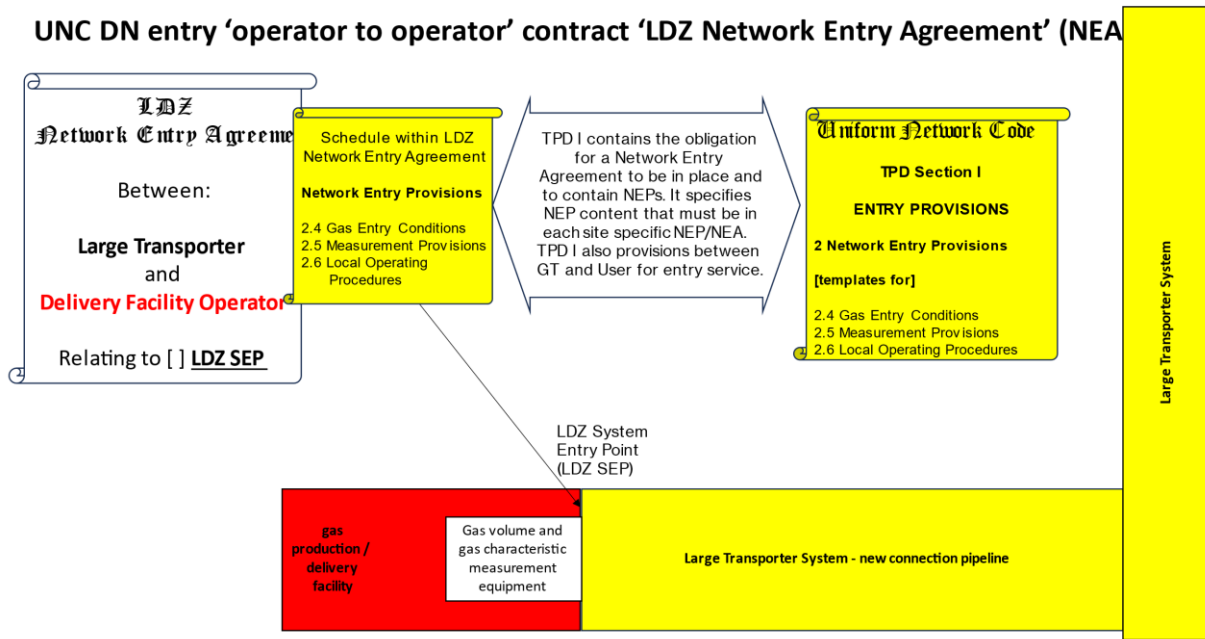 UNC DN entry ‘operator to operator’ contract ‘LDZ Network Entry Agreement’ (NEA
LDZ
Network Entry Agreeme
Between:
Large Transporter
and
Delivery Facility Operator
Relating to [ ] LDZ SEP
Schedule within LDZ
Network Entry Agreement
Network Entry Provisions
2.4 Gas Entry Conditions
2.5 Measurement Provisions
2.6 Local Operating
Procedures
TPD I contains the obligation
for a Network Entry
Agreement to be in place and
to contain NEPs. It specifies
NEP content that must be in
each site specific NEP/NEA.
TPD I also provisions between
GT and User for entry service.
Uniform Network Code
TPD Section I
ENTRY PROVISIONS
2 Network Entry Provisions
[templates for]
2.4 Gas Entry Conditions
2.5 Measurement Provisions
2.6 Local Operating Procedures
Large Transporter System
LDZ System
Entry Point
(LDZ SEP)
gas
production /
delivery
facility
Gas volume and
gas characteristic
measurement
equipment
Large Transporter System - new connection pipeline